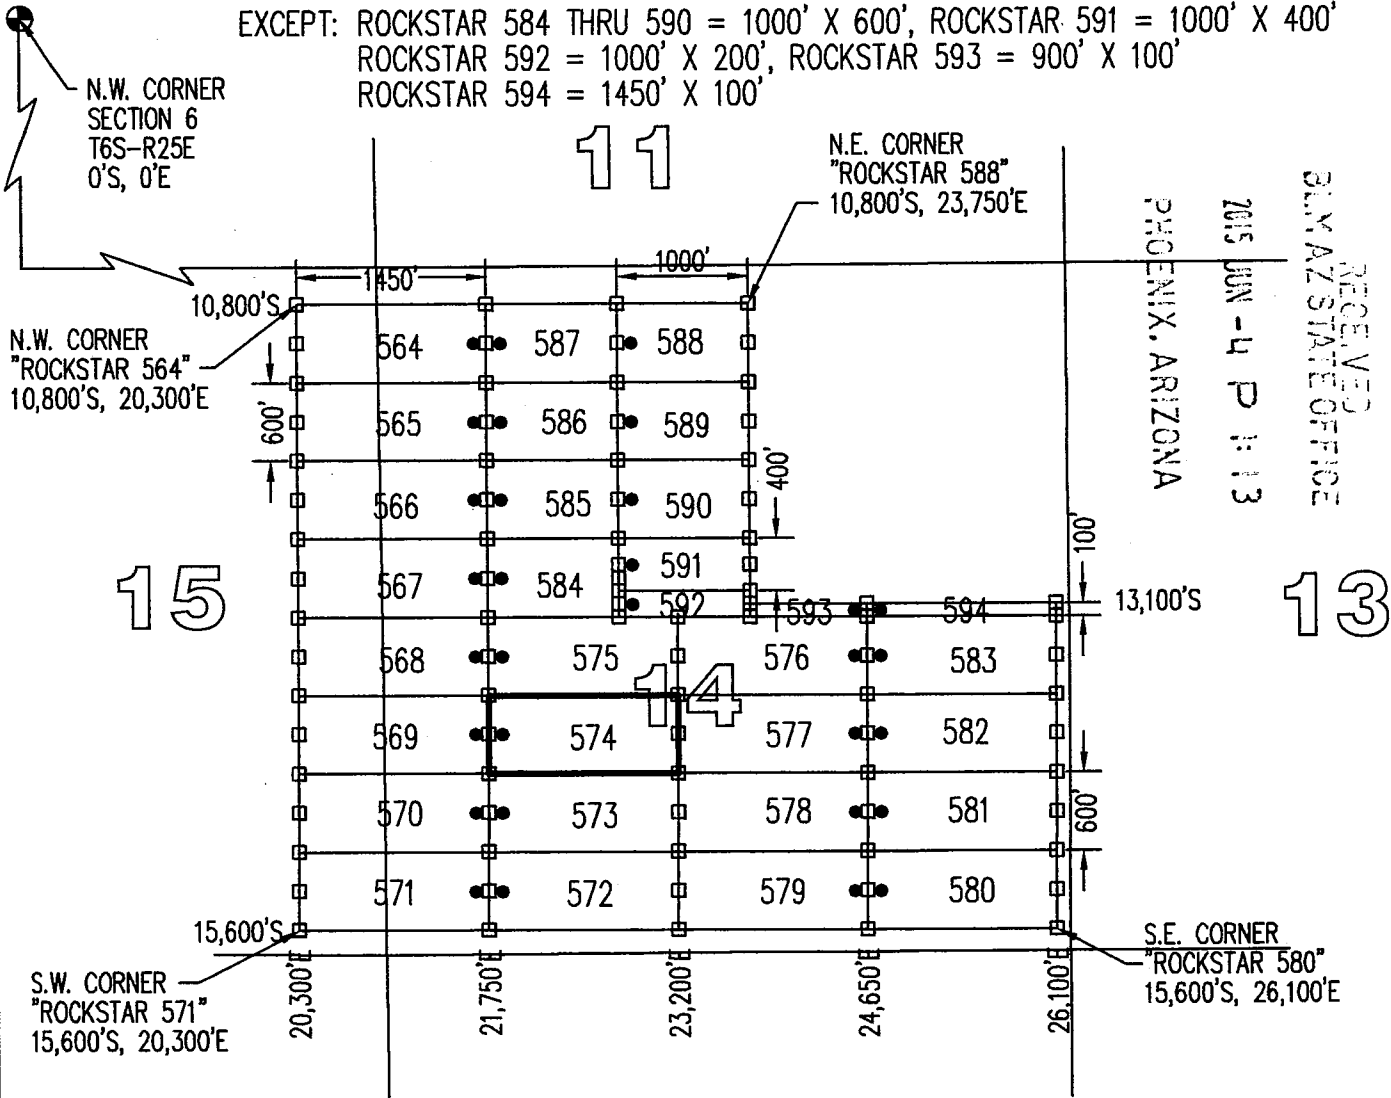 EXCEPT: ROCKSTAR 584 THRU 590 = 1000' X 600', ROCKSTAR 591 = 1000' X 400'
ROCKSTAR 592 = 1000' X 200', ROCKSTAR 593 = 900' X 100'
ROCKSTAR 594 = 1450' X 100'
N.W. CORNER
SECTION 6
T6S-R25E
0'S, 0'E
11
N.E. CORNER
"ROCKSTAR 588"
10,800'S, 23,750'E
RECEIVED
BLM AZ STATE OFFICE
2015 JUN -4 P 1:13
PHOENIX, ARIZONA
1450'
1000'
10,800'S
N.W. CORNER
"ROCKSTAR 564"
10,800'S, 20,300'E
564
587
588
600'
565
586
589
400'
566
585
590
100'
15
567
584
591
592
593
594
13,100'S
13
568
575
576
583
14
569
574
577
582
570
573
578
581
600'
571
572
579
580
15,600'S
S.W. CORNER
"ROCKSTAR 571"
15,600'S, 20,300'E
20,300'E
21,750'E
23,200'E
24,650'E
26,100'E
S.E. CORNER
"ROCKSTAR 580"
15,600'S, 26,100'E